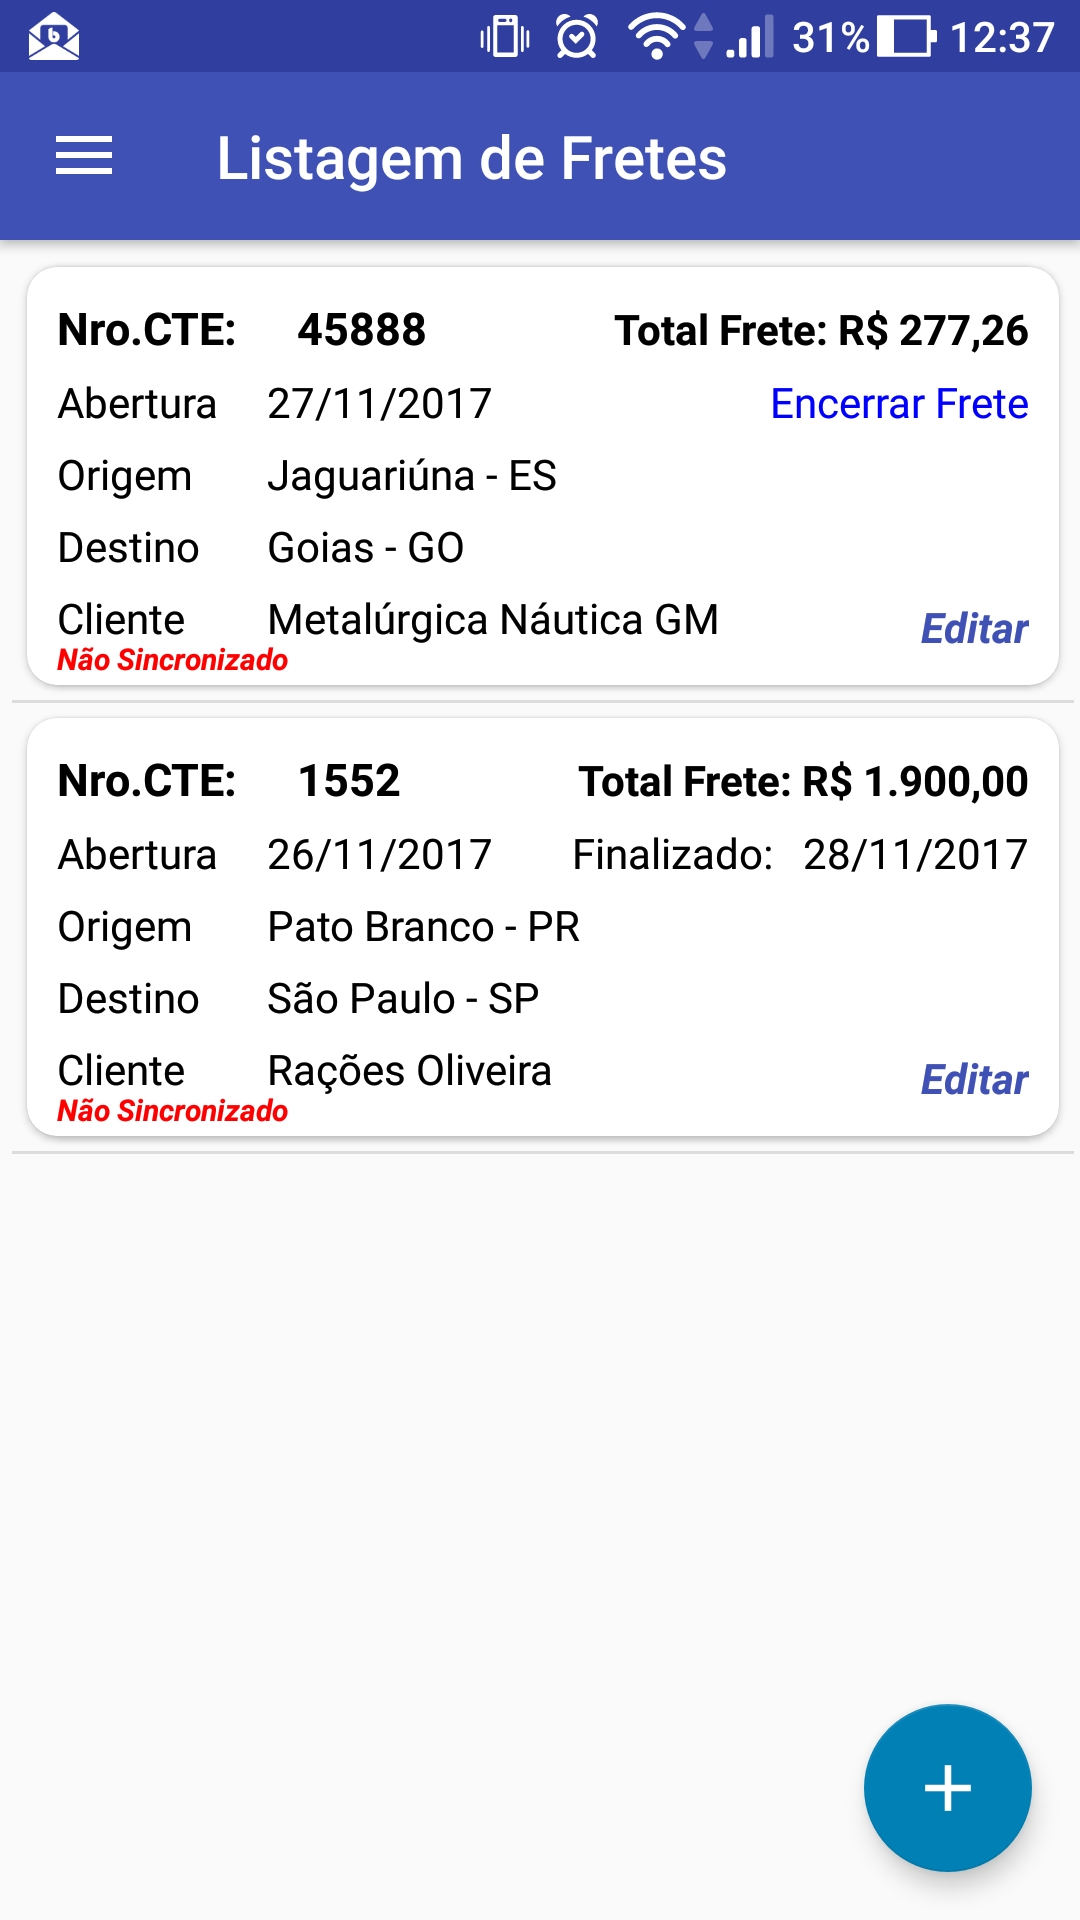 31% 12:37
Listagem de Fretes
Nro.CTE: 45888 Total Frete: R$ 277,26
Abertura 27/11/2017 Encerrar Frete
Origem Jaguariúna - ES
Destino Goias - GO
Cliente Metalúrgica Náutica GM Editar
Não Sincronizado
Nro.CTE: 1552 Total Frete: R$ 1.900,00
Abertura 26/11/2017 Finalizado: 28/11/2017
Origem Pato Branco - PR
Destino São Paulo - SP
Cliente Rações Oliveira Editar
Não Sincronizado
+